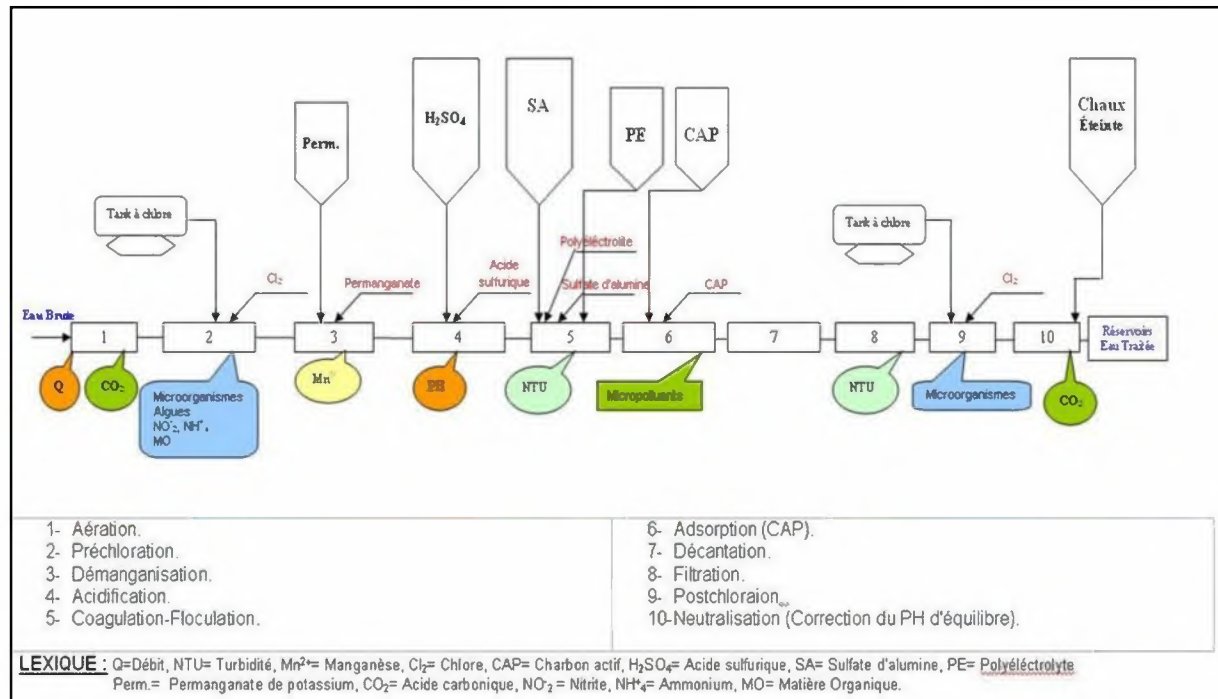 SA
Chaux
Éteinte
H₂SO₄
PE
CAP
Perm.
Tank à chlore
Tank à chlore
Polyéléctrolite
Cl₂
Permanganate
Acide
sulfurique
Sulfate d'alumine
CAP
Cl₂
Eau Brute
1
2
3
4
5
6
7
8
9
10
Réservoirs
Eau Traitée
Q
CO₂
Microorganismes
Algues
NO⁻₂, NH⁺₄
MO
Mn
PH
NTU
Micropolluants
NTU
Microorganismes
CO₂
1- Aération.
2- Préchloration.
3- Démanganisation.
4- Acidification.
5- Coagulation-Floculation.
6- Adsorption (CAP).
7- Décantation.
8- Filtration.
9- Postchloraion
10-Neutralisation (Correction du PH d'équilibre).
LEXIQUE : Q=Débit, NTU= Turbidité, Mn²⁺= Manganèse, Cl₂= Chlore, CAP= Charbon actif, H₂SO₄= Acide sulfurique, SA= Sulfate d'alumine, PE= Polyéléctrolyte
Perm.= Permanganate de potassium, CO₂= Acide carbonique, NO⁻₂ = Nitrite, NH⁺₄= Ammonium, MO= Matière Organique.